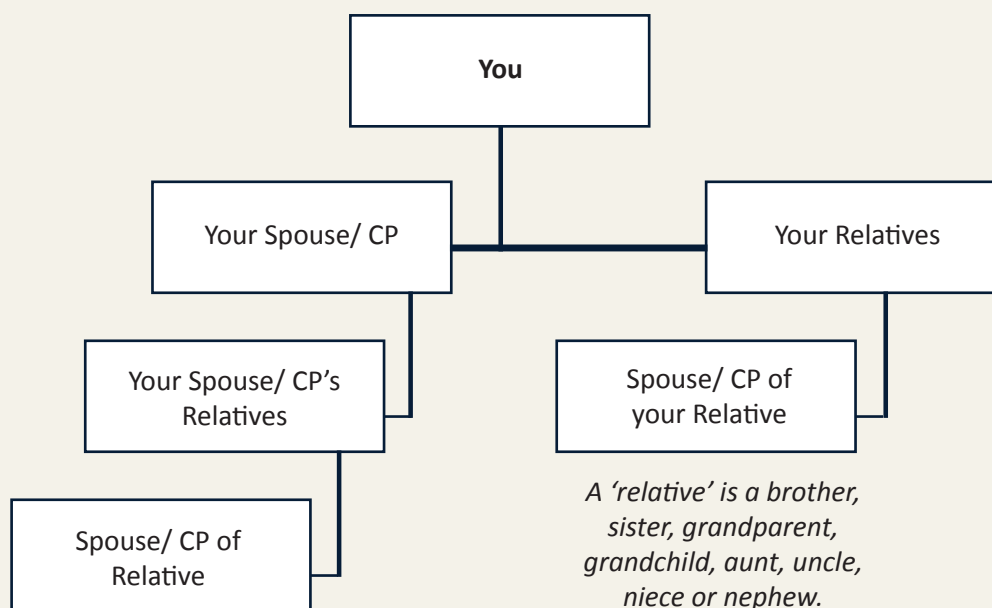 You
Your Spouse/ CP
Your Relatives
Your Spouse/ CP’s
Relatives
Spouse/ CP of
your Relative
Spouse/ CP of
Relative
A ‘relative’ is a brother,
sister, grandparent,
grandchild, aunt, uncle,
niece or nephew.